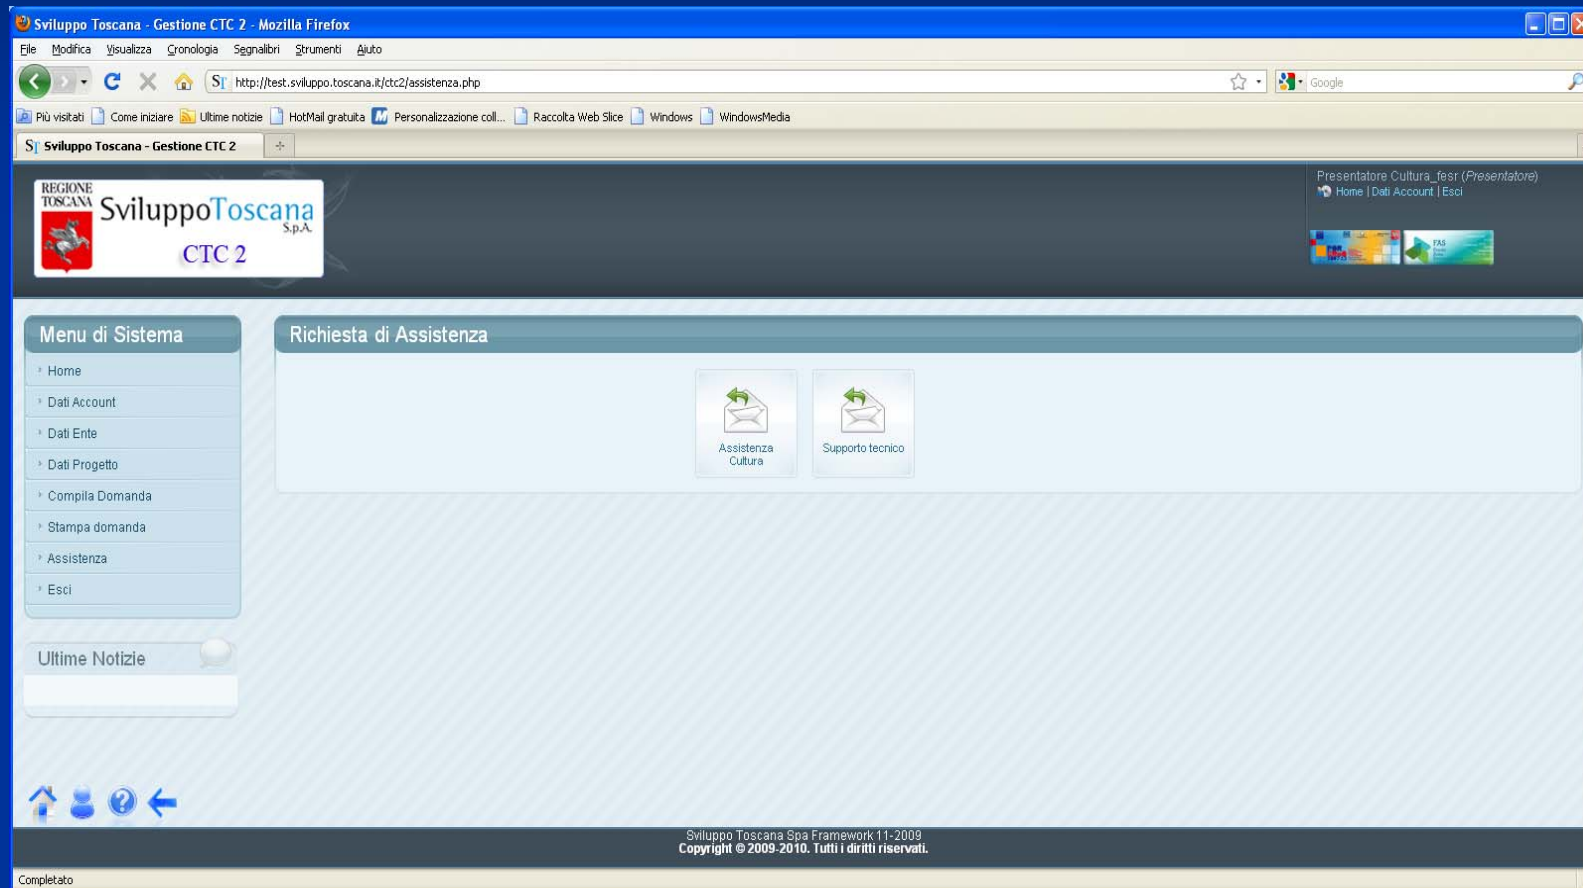 Sviluppo Toscana - Gestione CTC 2 - Mozilla Firefox
File Modifica Visualizza Cronologia Segnalibri Strumenti Aiuto
http://test.sviluppo.toscana.it/ctc2/assistenza.php
Google
Più visitati Come iniziare Ultime notizie HotMail gratuita Personalizzazione coll... Raccolta Web Slice Windows WindowsMedia
Sviluppo Toscana - Gestione CTC 2
REGIONE
TOSCANA
SviluppoToscana
S.p.A.
CTC 2
Presentatore Cultura_fesr (Presentatore)
Home | Dati Account | Esci
FAS
Menu di Sistema
Home
Dati Account
Dati Ente
Dati Progetto
Compila Domanda
Stampa domanda
Assistenza
Esci
Ultime Notizie
Richiesta di Assistenza
Assistenza
Cultura
Supporto tecnico
Sviluppo Toscana Spa Framework 11-2009
Copyright © 2009-2010. Tutti i diritti riservati.
Completato